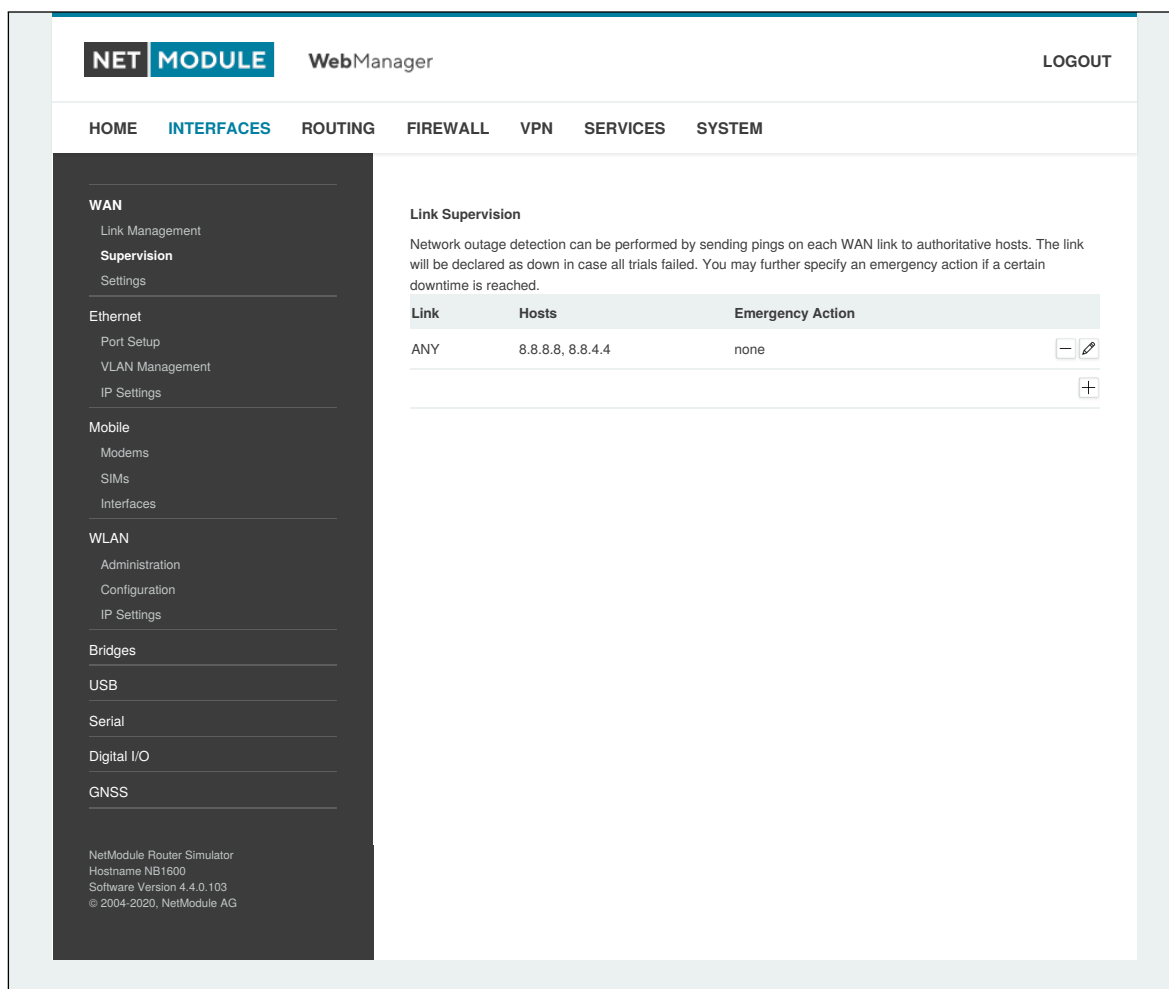 NET MODULE WebManager LOGOUT
HOME INTERFACES ROUTING FIREWALL VPN SERVICES SYSTEM
WAN
Link Management
Supervision
Settings
Ethernet
Port Setup
VLAN Management
IP Settings
Mobile
Modems
SIMs
Interfaces
WLAN
Administration
Configuration
IP Settings
Bridges
USB
Serial
Digital I/O
GNSS
NetModule Router Simulator
Hostname NB1600
Software Version 4.4.0.103
© 2004-2020, NetModule AG
Link Supervision
Network outage detection can be performed by sending pings on each WAN link to authoritative hosts. The link
will be declared as down in case all trials failed. You may further specify an emergency action if a certain
downtime is reached.
Link Hosts Emergency Action
ANY 8.8.8.8, 8.8.4.4 none